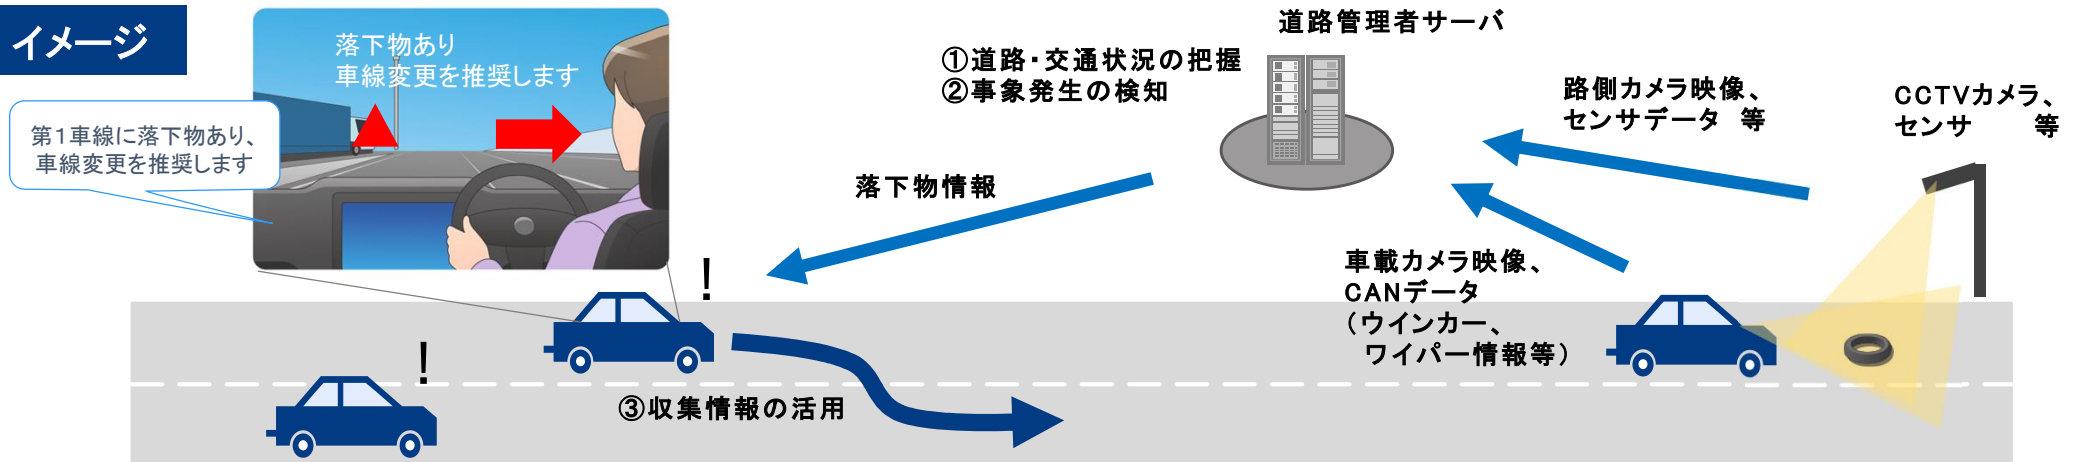 イメージ
落下物あり
車線変更を推奨します
第1車線に落下物あり、
車線変更を推奨します
道路管理者サーバ
①道路・交通状況の把握
②事象発生の検知
路側カメラ映像、
センサデータ 等
CCTVカメラ、
センサ 等
落下物情報
車載カメラ映像、
CANデータ
(ウインカー、
ワイパー情報等)
!
!
③収集情報の活用